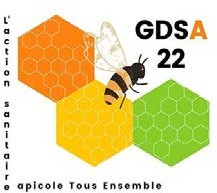 GDSA
22
L'action sanitaire
apicole Tous Ensemble